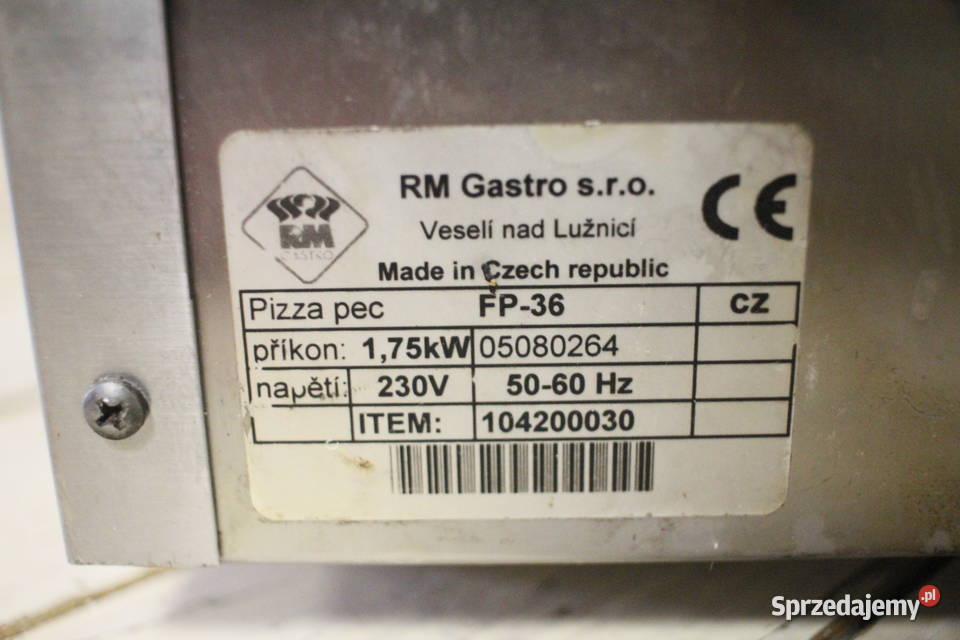 RM Gastro s.r.o.
RM
GASTRO
Veselí nad Lužnicí
Made in Czech republic
Pizza pec FP-36 CZ
příkon: 1,75kW 05080264
napětí: 230V 50-60 Hz
ITEM: 104200030
Sprzedajemy.pl